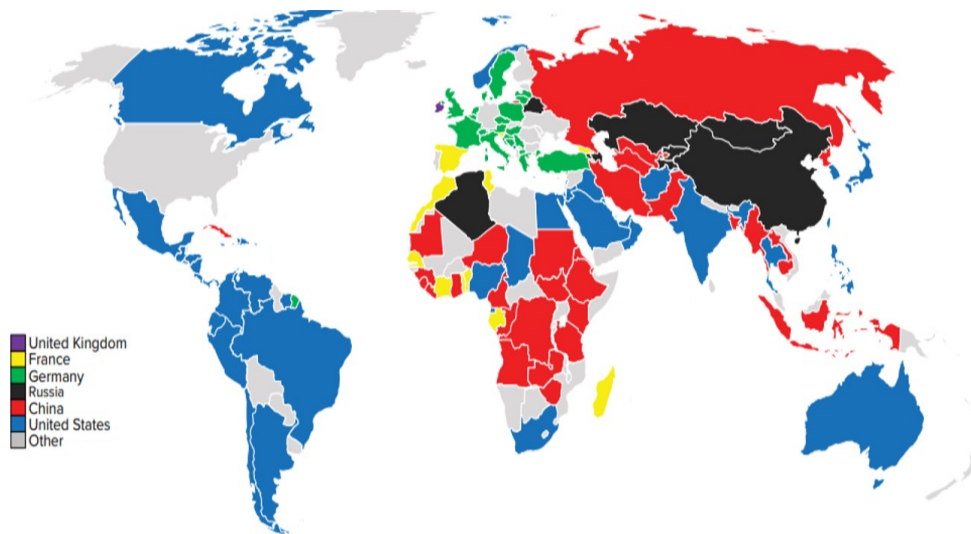 United Kingdom
France
Germany
Russia
China
United States
Other